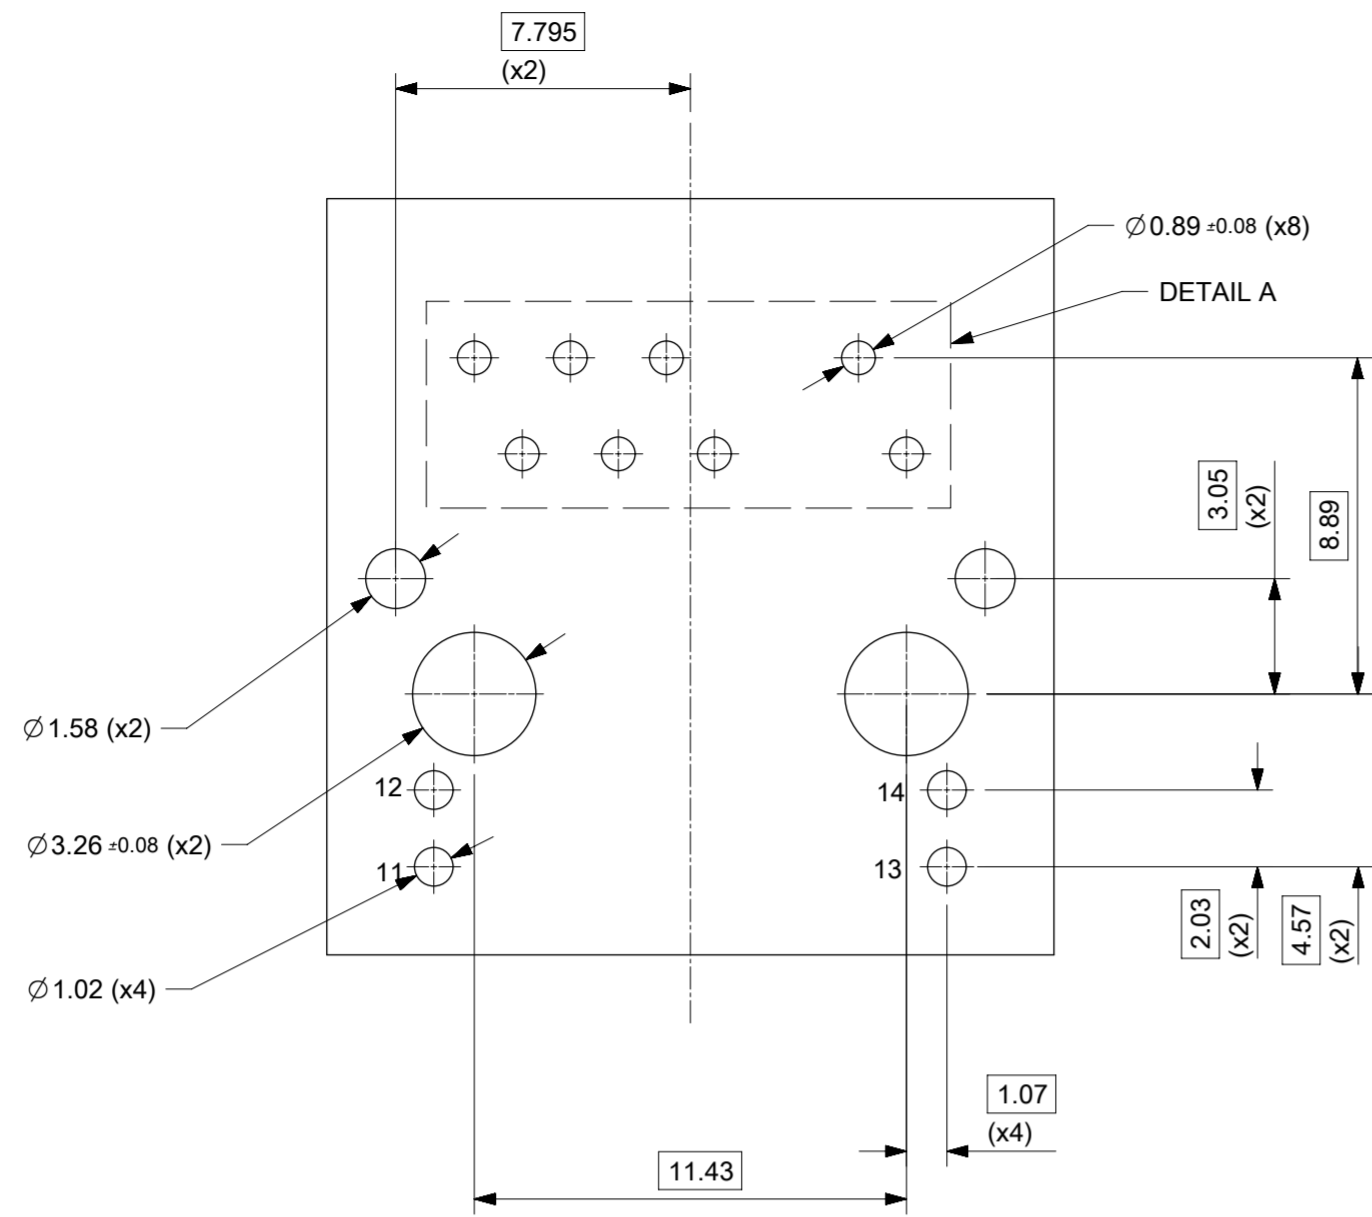 7.795
(x2)
∅0.89 ±0.08 (x8)
DETAIL A
3.05
(x2)
8.89
∅1.58 (x2)
12
14
∅3.26 ±0.08 (x2)
11
13
2.03
(x2)
4.57
(x2)
∅1.02 (x4)
1.07
(x4)
11.43